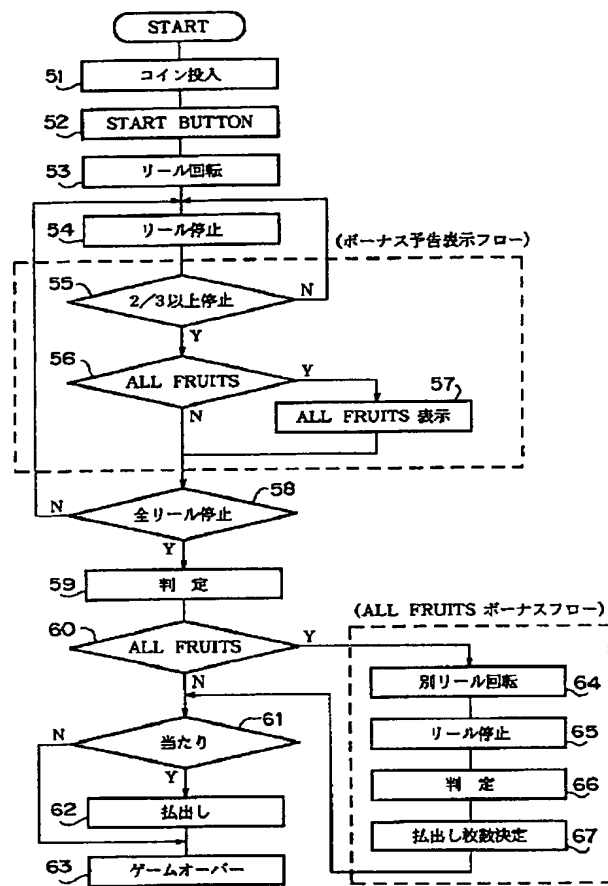 START
51 コイン投入
52 START BUTTON
53 リール回転
54 リール停止
(ボーナス予告表示フロー)
55 2/3以上停止
N
Y
56 ALL FRUITS
Y
57
ALL FRUITS 表示
N
58
N 全リール停止
Y
59 判 定
(ALL FRUITS ボーナスフロー)
60 ALL FRUITS
Y
N
別リール回転 64
リール停止 65
判 定 66
払出し枚数決定 67
61
N 当たり
Y
62 払出し
63 ゲームオーバー